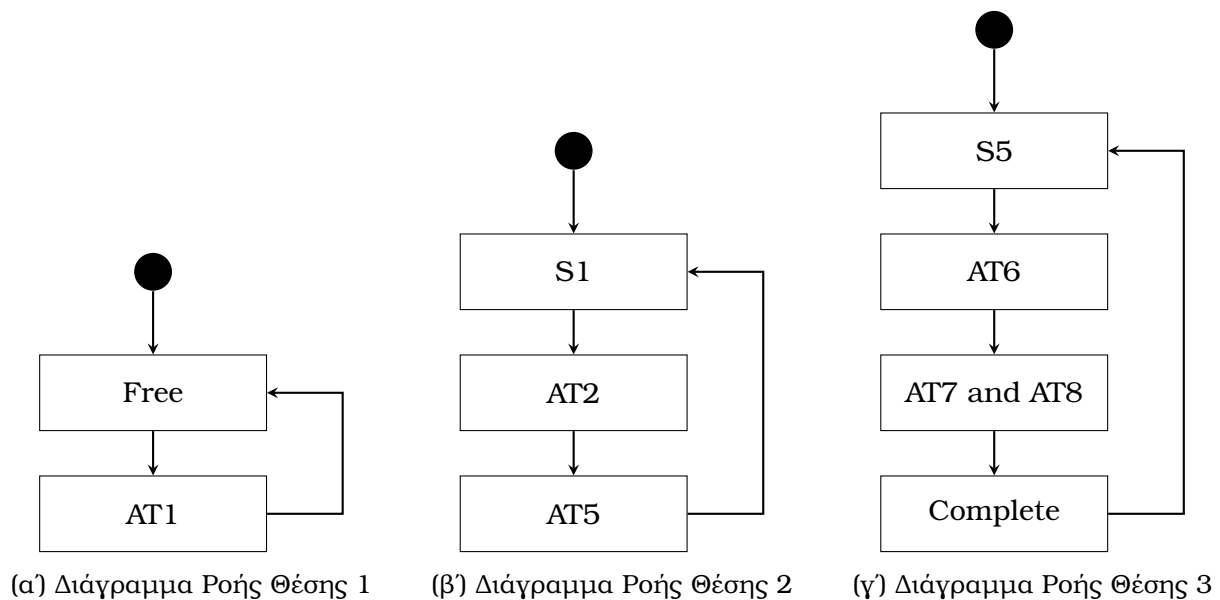 Free
AT1
(α΄) Διάγραμμα Ροής Θέσης 1
S1
AT2
AT5
(β΄) Διάγραμμα Ροής Θέσης 2
S5
AT6
AT7 and AT8
Complete
(γ΄) Διάγραμμα Ροής Θέσης 3